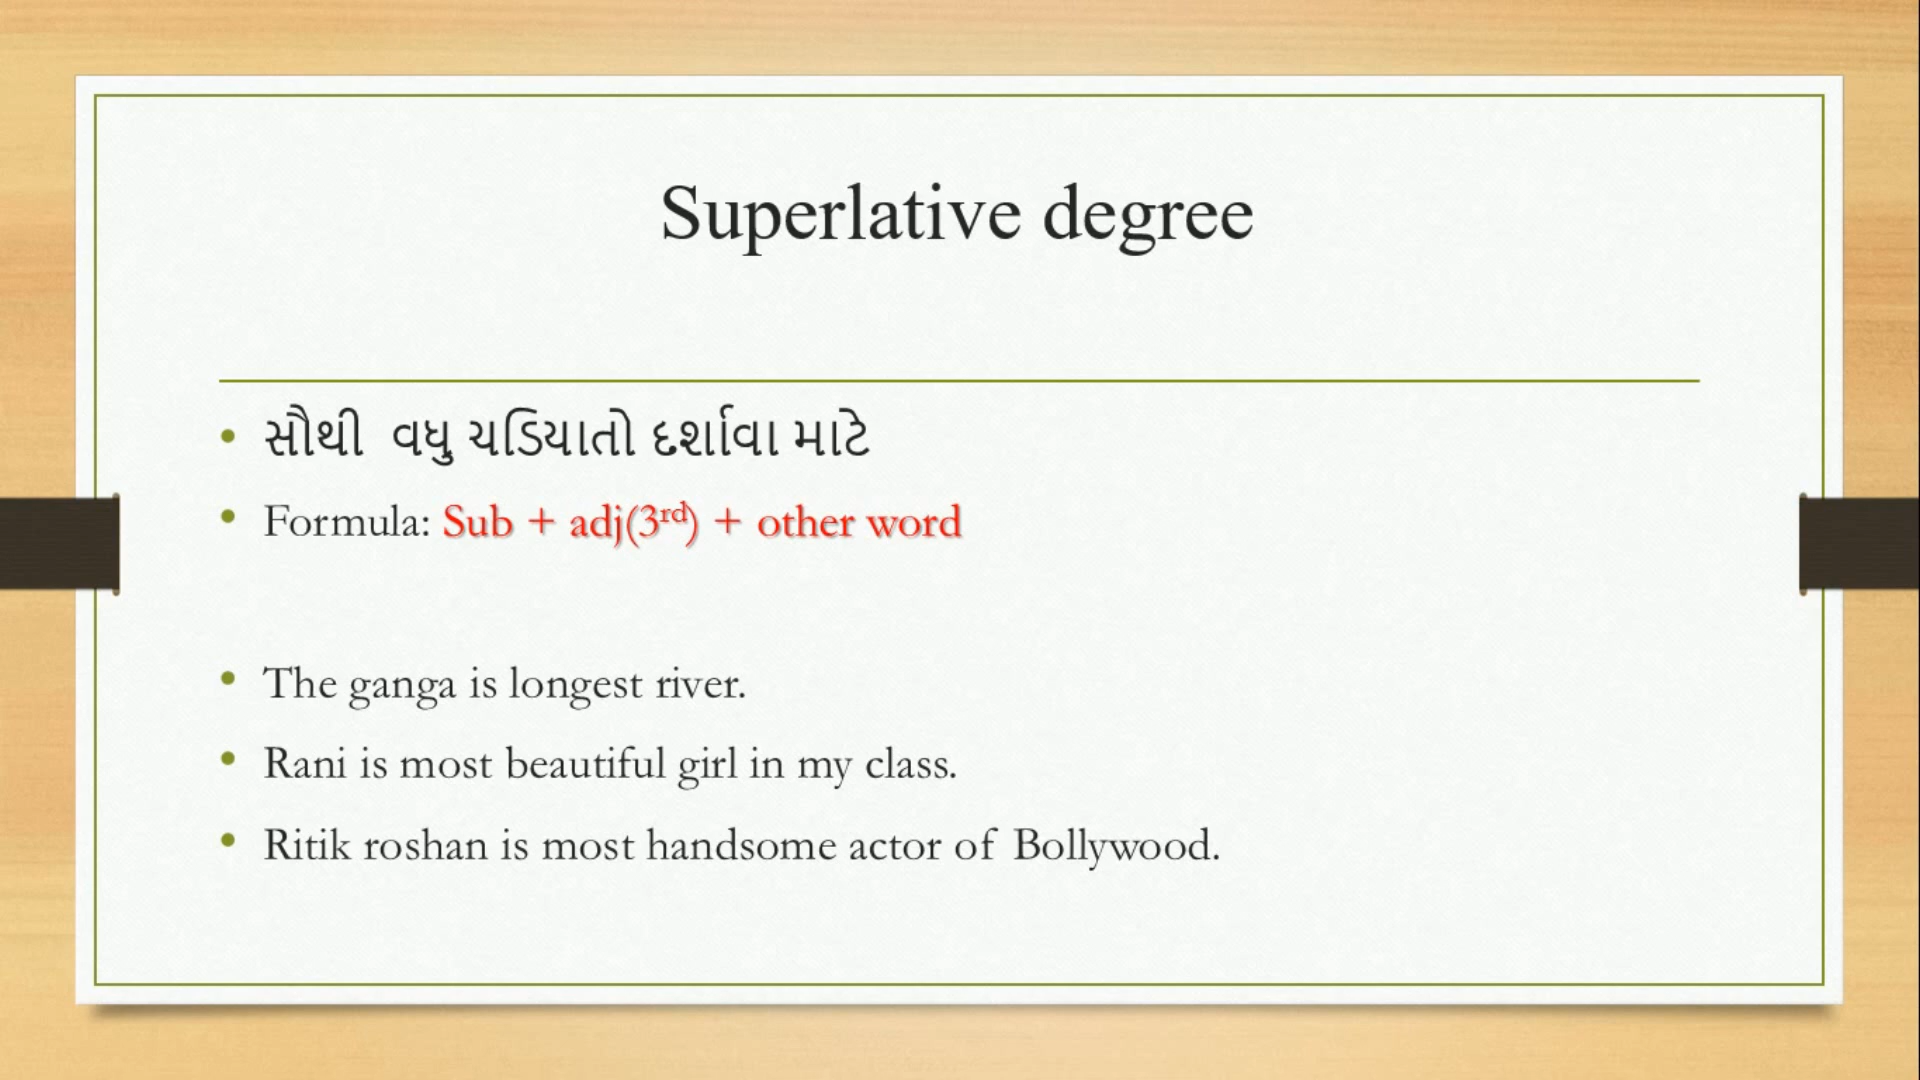 Superlative degree
• સૌથી વધુ ચડિયાતો દર્શાવા માટે
• Formula: Sub + adj(3rd) + other word
• The ganga is longest river.
• Rani is most beautiful girl in my class.
• Ritik roshan is most handsome actor of Bollywood.